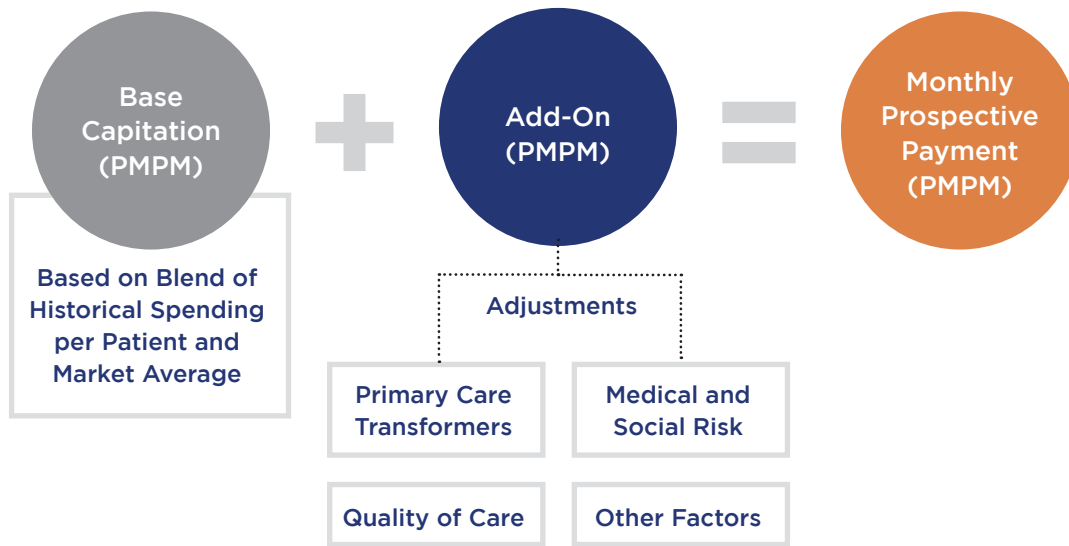 Base
Capitation
(PMPM)
Add-On
(PMPM)
Monthly
Prospective
Payment
(PMPM)
Based on Blend of
Historical Spending
per Patient and
Market Average
Adjustments
Primary Care
Transformers
Medical and
Social Risk
Quality of Care
Other Factors